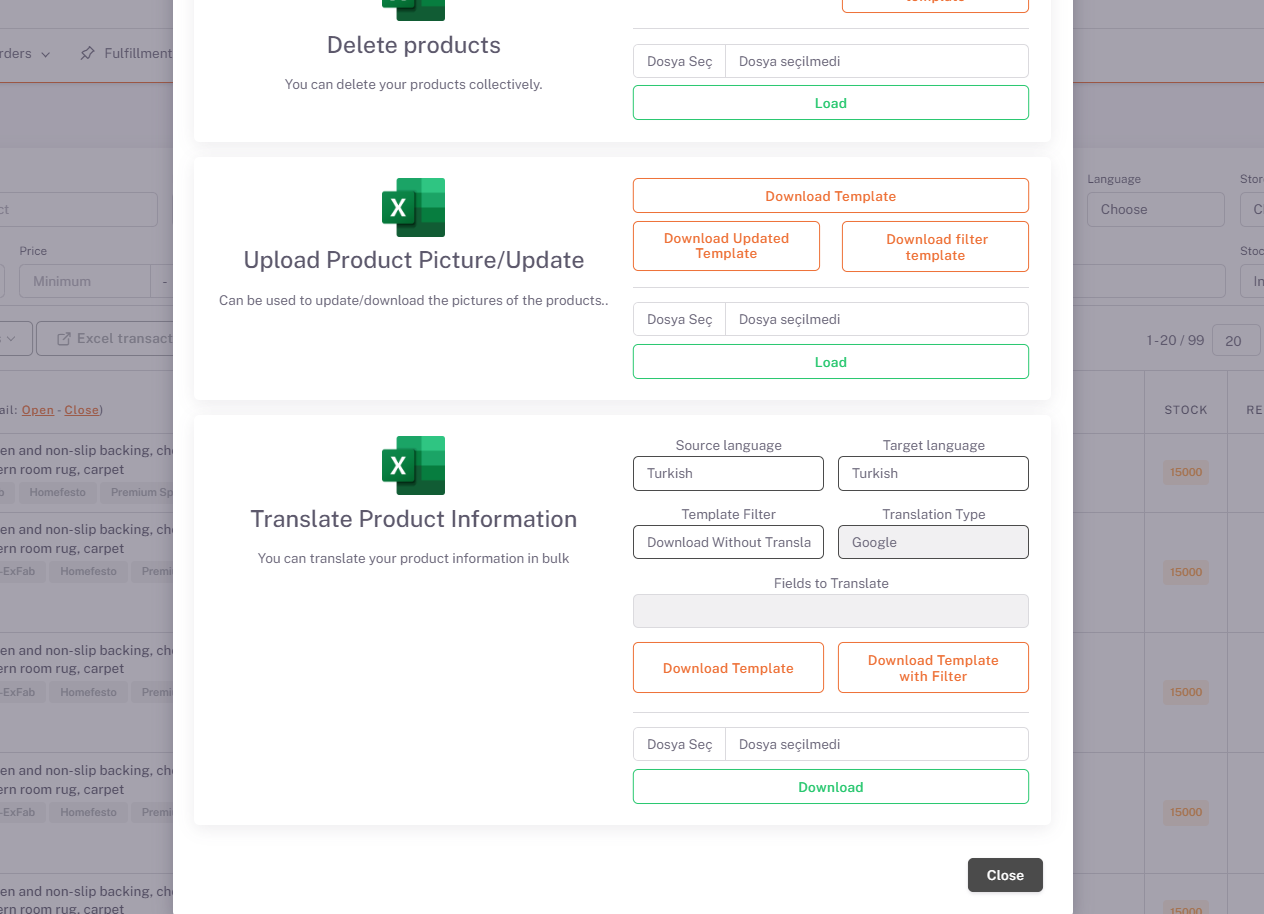 Delete products
You can delete your products collectively.
Dosya Seç Dosya seçilmedi
Load
X
Upload Product Picture/Update
Can be used to update/download the pictures of the products..
Download Template
Download Updated Template
Download filter template
Dosya Seç Dosya seçilmedi
Load
X
Translate Product Information
You can translate your product information in bulk
Source language
Turkish
Target language
Turkish
Template Filter
Download Without Transla
Translation Type
Google
Fields to Translate
Download Template
Download Template with Filter
Dosya Seç Dosya seçilmedi
Download
Close
Fulfillment
Price
Minimum -
Excel transact
Open - Close)
en and non-slip backing, ch
ern room rug, carpet
Homefesto Premium Sp
en and non-slip backing, ch
ern room rug, carpet
-ExFab Homefesto Premi
en and non-slip backing, ch
ern room rug, carpet
-ExFab Homefesto Premi
en and non-slip backing, ch
ern room rug, carpet
-ExFab Homefesto Premi
en and non-slip backing, ch
ern room rug, carpet
Language
Choose
1-20 / 99 20
STOCK
15000
15000
15000
15000
15000